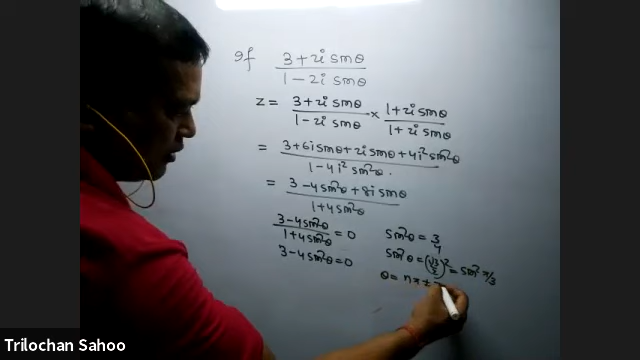 If 3 + 2i sinθ / 1 - 2i sinθ
Z = 3 + 2i sinθ / 1 - 2i sinθ × 1 + 2i sinθ / 1 + 2i sinθ
= 3 + 6i sinθ + 2i sinθ + 4i² sin²θ / 1 - 4i² sin²θ .
= 3 - 4 sin²θ + 8i sinθ / 1 + 4 sin²θ
3 - 4 sin²θ / 1 + 4 sin²θ = 0
3 - 4 sin²θ = 0
sin²θ = 3/4
sin²θ = (√3/2)² = sin² π/3
θ = nπ ±
Trilochan Sahoo